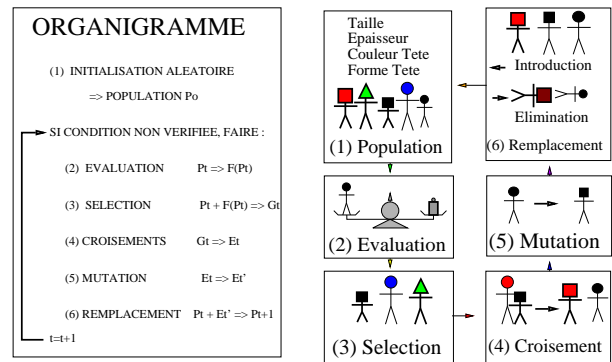 ORGANIGRAMME
(1) INITIALISATION ALEATOIRE
=> POPULATION Po
SI CONDITION NON VERIFIEE, FAIRE :
(2) EVALUATION Pt => F(Pt)
(3) SELECTION Pt + F(Pt) => Gt
(4) CROISEMENTS Gt => Et
(5) MUTATION Et => Et'
(6) REMPLACEMENT Pt + Et' => Pt+1
t=t+1
Taille
Epaisseur
Couleur Tete
Forme Tete
(1) Population
(2) Evaluation
(3) Selection
(4) Croisement
(5) Mutation
Introduction
Elimination
(6) Remplacement